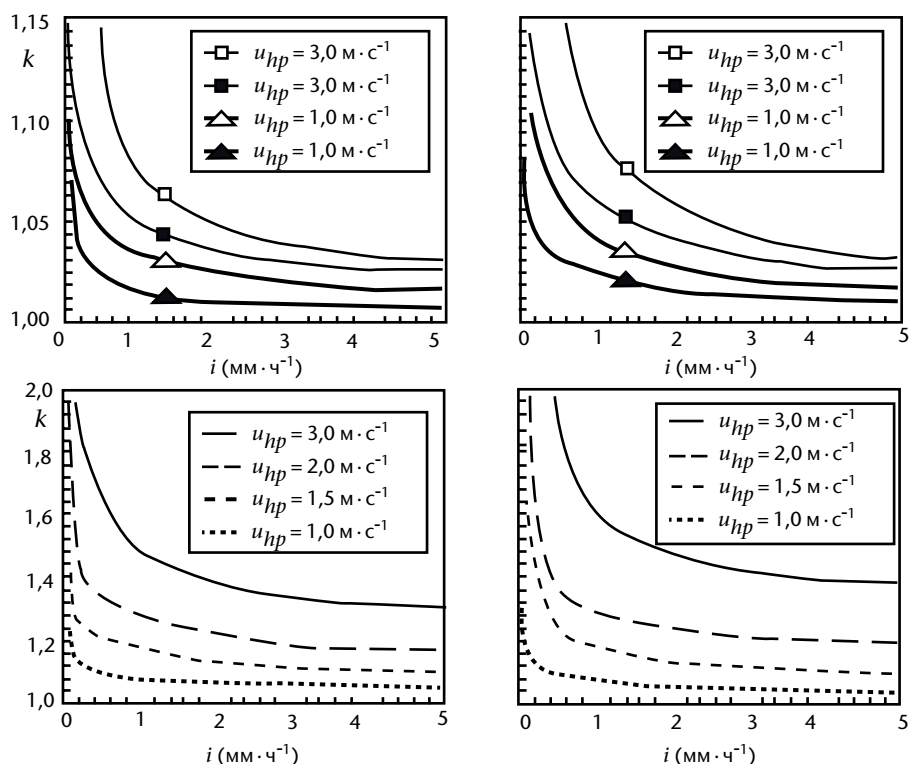 1,15
k
1,10
1,05
1,00
u_hp = 3,0 м · с⁻¹
u_hp = 3,0 м · с⁻¹
u_hp = 1,0 м · с⁻¹
u_hp = 1,0 м · с⁻¹
0 1 2 3 4 5
i (мм · ч⁻¹)
u_hp = 3,0 м · с⁻¹
u_hp = 3,0 м · с⁻¹
u_hp = 1,0 м · с⁻¹
u_hp = 1,0 м · с⁻¹
0 1 2 3 4 5
i (мм · ч⁻¹)
2,0
k
1,8
1,6
1,4
1,2
1,0
u_hp = 3,0 м · с⁻¹
u_hp = 2,0 м · с⁻¹
u_hp = 1,5 м · с⁻¹
u_hp = 1,0 м · с⁻¹
0 1 2 3 4 5
i (мм · ч⁻¹)
u_hp = 3,0 м · с⁻¹
u_hp = 2,0 м · с⁻¹
u_hp = 1,5 м · с⁻¹
u_hp = 1,0 м · с⁻¹
0 1 2 3 4 5
i (мм · ч⁻¹)